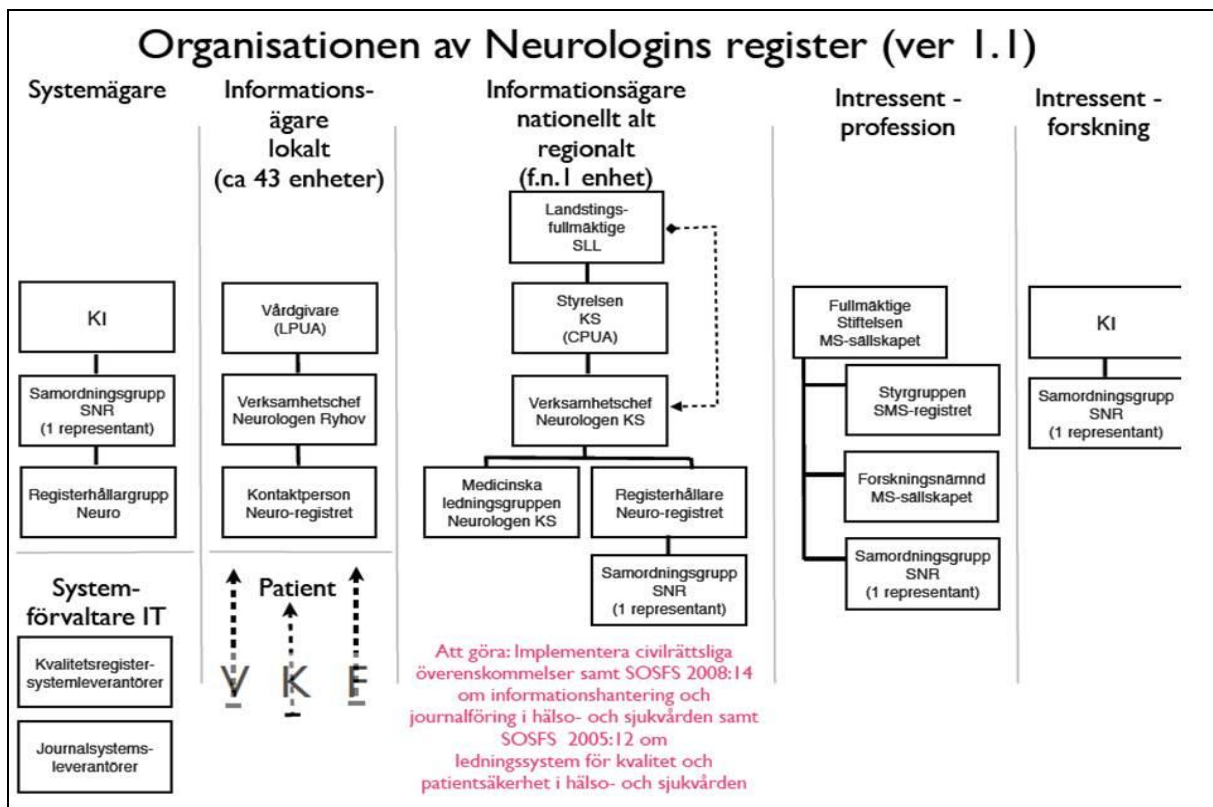 Organisationen av Neurologins register (ver 1.1)
Systemägare
KI
Samordningsgrupp
SNR
(1 representant)
Registerhållargrupp
Neuro
System-
förvaltare IT
Kvalitetsregister-
systemleverantörer
Journalsystems-
leverantörer
Informations-
ägare
lokalt
(ca 43 enheter)
Vårdgivare
(LPUA)
Verksamhetschef
Neurologen Ryhov
Kontaktperson
Neuro-registret
Patient
V K F
Informationsägare
nationellt alt
regionalt
(f.n.1 enhet)
Landstings-
fullmäktige
SLL
Styrelsen
KS
(CPUA)
Verksamhetschef
Neurologen KS
Medicinska
ledningsgruppen
Neurologen KS
Registerhållare
Neuro-registret
Samordningsgrupp
SNR
(1 representant)
Att göra: Implementera civilrättsliga
överenskommelser samt SOSFS 2008:14
om informationshantering och
journalföring i hälso- och sjukvården samt
SOSFS 2005:12 om
ledningssystem för kvalitet och
patientsäkerhet i hälso- och sjukvården
Intressent -
profession
Fullmäktige
Stiftelsen
MS-sällskapet
Styrgruppen
SMS-registret
Forskningsnämnd
MS-sällskapet
Samordningsgrupp
SNR
(1 representant)
Intressent -
forskning
KI
Samordningsgrupp
SNR
(1 representant)